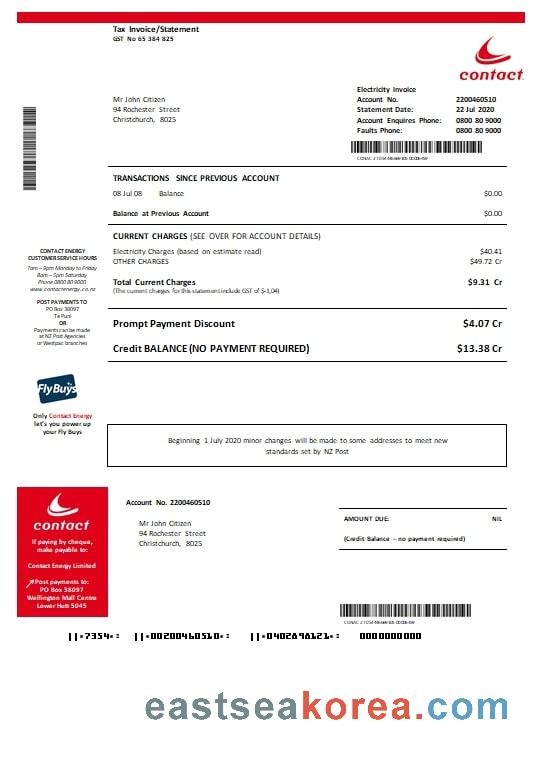 Tax Invoice/Statement
GST No 65 384 825
contact
Electricity Invoice
Account No. 2200460510
Statement Date: 22 Jul 2020
Account Enquires Phone: 0800 80 9000
Faults Phone: 0800 80 9000
Mr John Citizen
94 Rochester Street
Christchurch, 8025
TRANSACTIONS SINCE PREVIOUS ACCOUNT
08 Jul 08 Balance $0.00
Balance at Previous Account $0.00
CURRENT CHARGES (SEE OVER FOR ACCOUNT DETAILS)
Electricity Charges (based on estimate read) $40.41
OTHER CHARGES $49.72 Cr
Total Current Charges $9.31 Cr
(The current charges for this statement include GST of $-1,04)
Prompt Payment Discount $4.07 Cr
Credit BALANCE (NO PAYMENT REQUIRED) $13.38 Cr
CONTACT ENERGY
CUSTOMER SERVICE HOURS
7am – 9pm Monday to Friday
8am – 5pm Saturday
Phone 0800 80 9000
www.contactenergy.co.nz
POST PAYMENTS TO
PO Box 38097
Te Puni
OR
Payments can be made
at NZ Post Agencies
or Westpac branches
FlyBuys
Only Contact Energy
let's you power up
your Fly Buys
Beginning 1 July 2020 minor changes will be made to some addresses to meet new
standards set by NZ Post
contact
If paying by cheque,
make payable to:
Contact Energy Limited
Post payments to:
PO Box 38097
Wellington Mail Centre
Lower Hutt 5045
Account No. 2200460510
Mr John Citizen
94 Rochester Street
Christchurch, 8025
AMOUNT DUE: NIL
(Credit Balance – no payment required)
eastseakorea.com